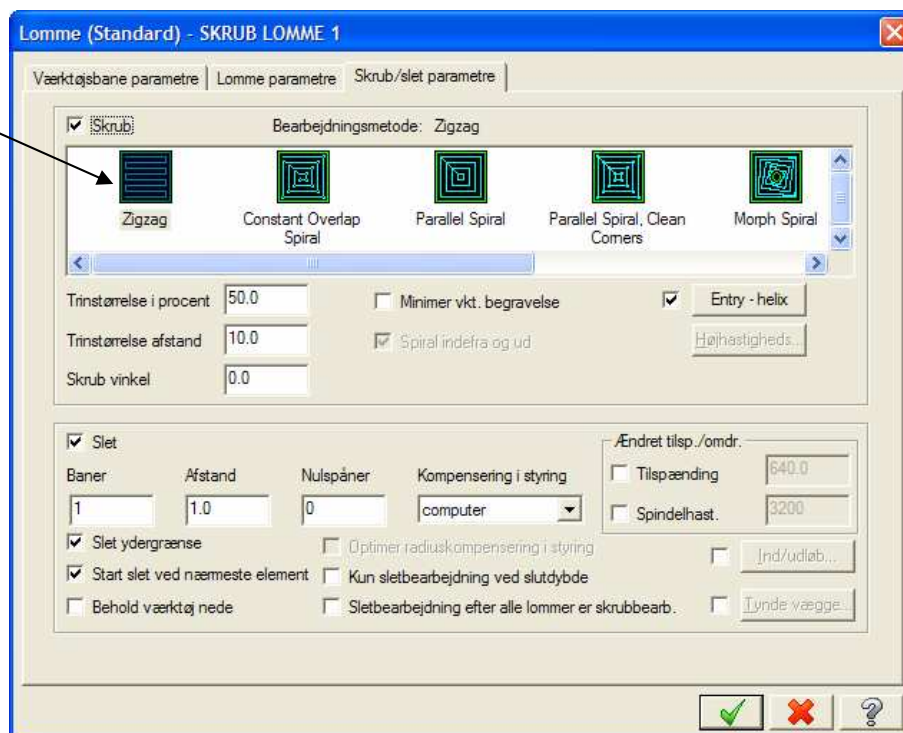 Lomme (Standard) - SKRUB LOMME 1
Værktøjsbane parametre Lomme parametre Skrub/slet parametre
Skrub Bearbejdningsmetode: Zigzag
Zigzag Constant Overlap Parallel Spiral Parallel Spiral, Clean Morph Spiral
Spiral Corners
Trinstørrelse i procent 50.0 Minimer vkt. begravelse Entry - helix
Trinstørrelse afstand 10.0 Spiral indefra og ud Højhastigheds...
Skrub vinkel 0.0
Slet Ændret tilsp./omdr.
Baner Afstand Nulspåner Kompensering i styring Tilspænding 640.0
1 1.0 0 computer Spindelhast. 3200
Slet ydergrænse Optimer radiuskompensering i styring Ind/udløb...
Start slet ved nærmeste element Kun sletbearbejdning ved slutdybde
Behold værktøj nede Sletbearbejdning efter alle lommer er skrubbearb. Tynde vægge...